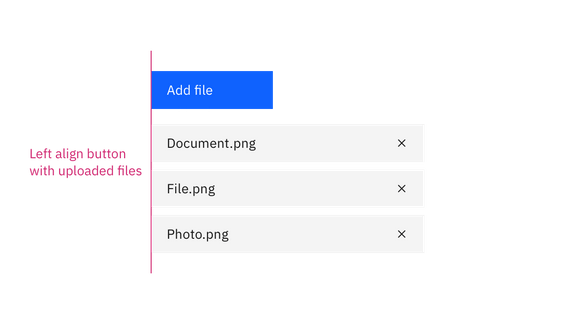 Add file
Left align button
with uploaded files
Document.png
File.png
Photo.png